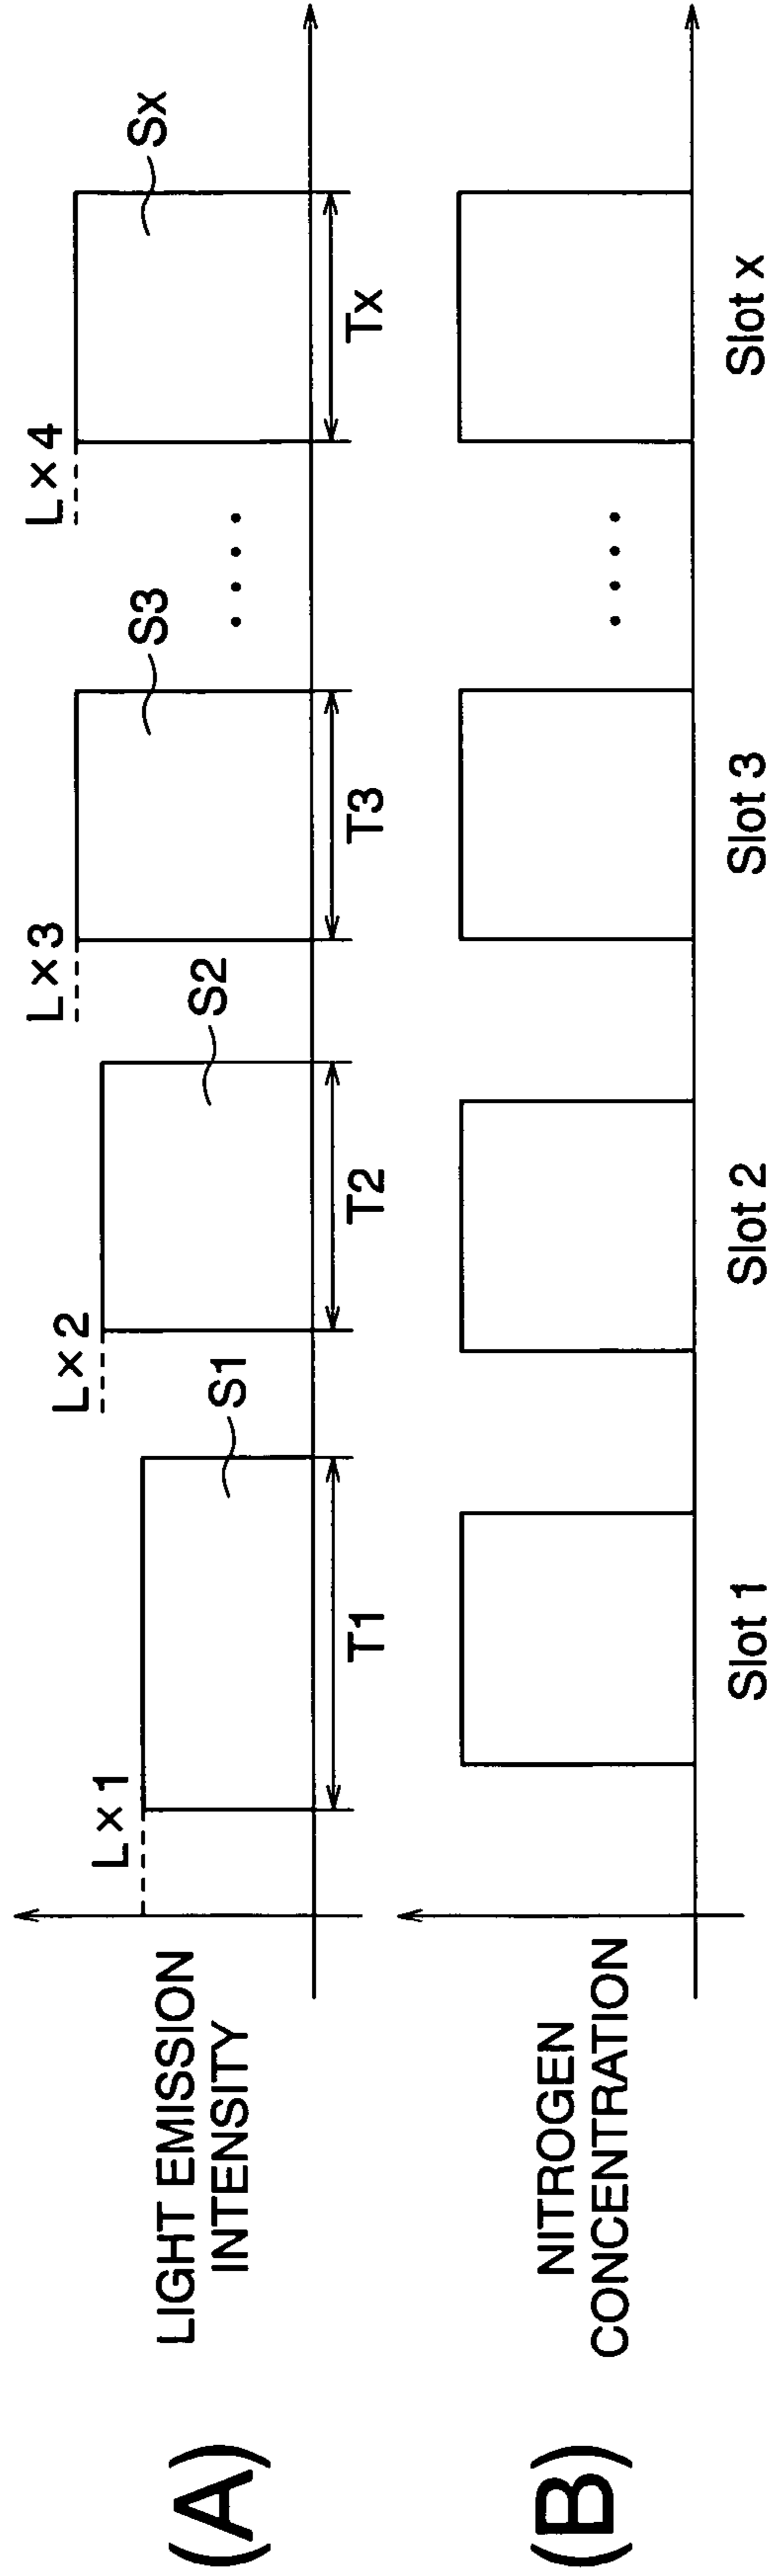 (A)
LIGHT EMISSION
INTENSITY
L×1
S1
L×2
S2
L×3
S3
L×4
Sx
T1
T2
T3
Tx
(B)
NITROGEN
CONCENTRATION
Slot 1
Slot 2
Slot 3
Slot x